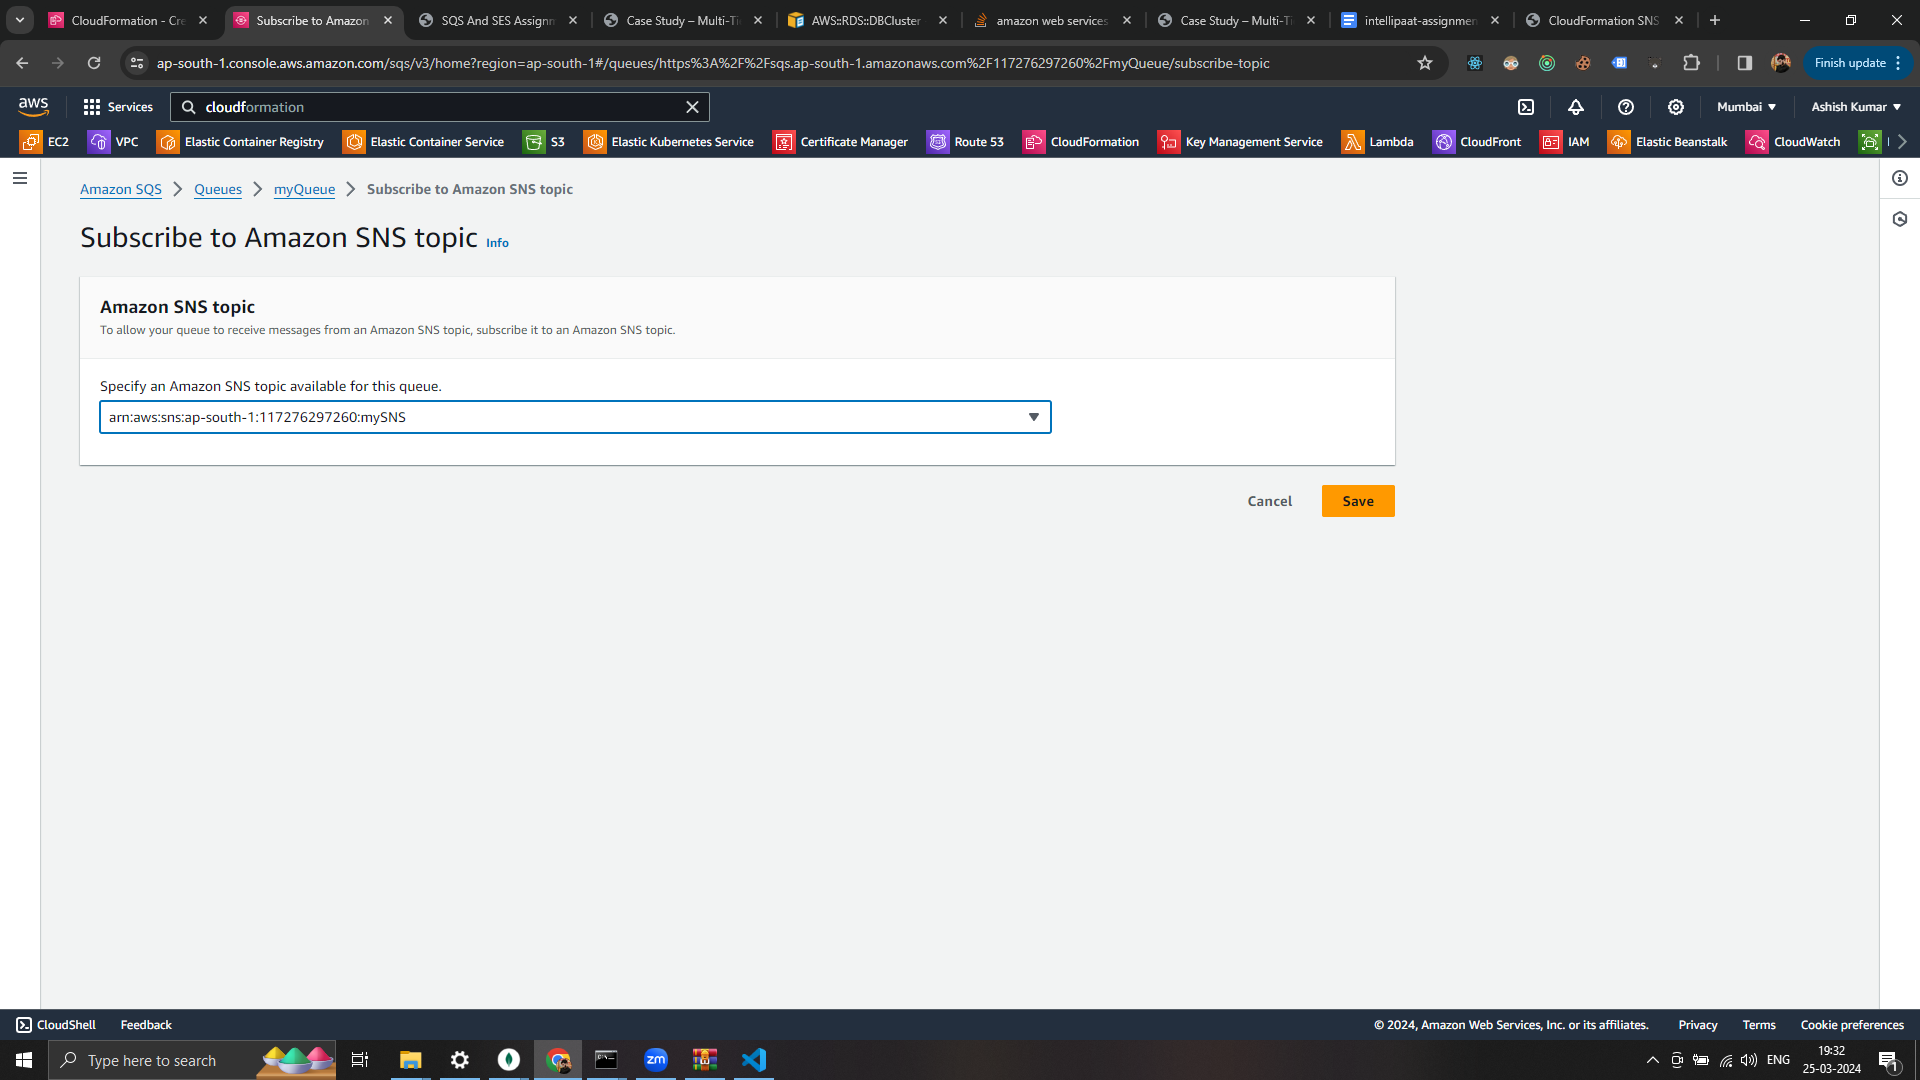 CloudFormation - Cre
Subscribe to Amazon
SQS And SES Assignm
Case Study – Multi-Ti
AWS::RDS::DBCluster
amazon web services
Case Study – Multi-Ti
intellipaat-assignmen
CloudFormation SNS
ap-south-1.console.aws.amazon.com/sqs/v3/home?region=ap-south-1#/queues/https%3A%2F%2Fsqs.ap-south-1.amazonaws.com%2F117276297260%2FmyQueue/subscribe-topic
Finish update
aws
Services
cloudformation
Mumbai
Ashish Kumar
EC2
VPC
Elastic Container Registry
Elastic Container Service
S3
Elastic Kubernetes Service
Certificate Manager
Route 53
CloudFormation
Key Management Service
Lambda
CloudFront
IAM
Elastic Beanstalk
CloudWatch
Amazon SQS > Queues > myQueue > Subscribe to Amazon SNS topic
Subscribe to Amazon SNS topic Info
Amazon SNS topic
To allow your queue to receive messages from an Amazon SNS topic, subscribe it to an Amazon SNS topic.
Specify an Amazon SNS topic available for this queue.
arn:aws:sns:ap-south-1:117276297260:mySNS
Cancel
Save
CloudShell
Feedback
© 2024, Amazon Web Services, Inc. or its affiliates.
Privacy
Terms
Cookie preferences
Type here to search
zm
ENG
19:32
25-03-2024
1